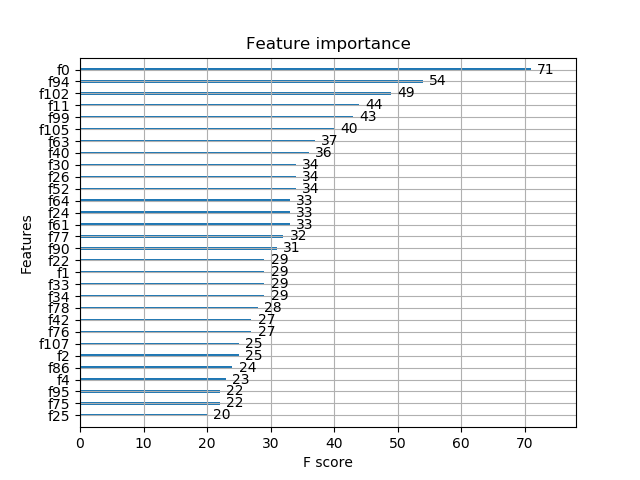 Feature importance
f0 71
f94 54
f102 49
f11 44
f99 43
f105 40
f63 37
f40 36
f30 34
f26 34
f52 34
f64 33
f24 33
f61 33
f77 32
f90 31
f22 29
f1 29
f33 29
f34 29
f78 28
f42 27
f76 27
f107 25
f2 25
f86 24
f4 23
f95 22
f75 22
f25 20
Features
0 10 20 30 40 50 60 70
F score